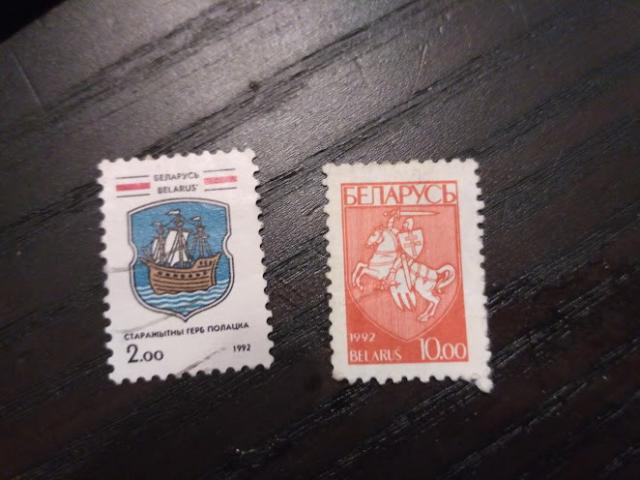 БЕЛАРУСЬ
BELARUS'
СТАРАЖЫТНЫ ГЕРБ ПОЛАЦКА
2.00 1992
БЕЛАРУСЬ
1992
BELARUS' 10.00